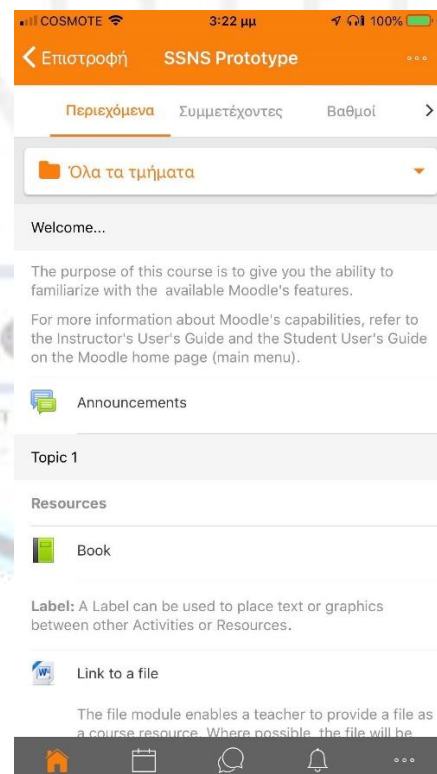 COSMOTE 3:22 μμ 100%
Επιστροφή SSNS Prototype
Περιεχόμενα Συμμετέχοντες Βαθμοί
Όλα τα τμήματα
Welcome...
The purpose of this course is to give you the ability to
familiarize with the available Moodle's features.
For more information about Moodle's capabilities, refer to
the Instructor's User's Guide and the Student User's Guide
on the Moodle home page (main menu).
Announcements
Topic 1
Resources
Book
Label: A Label can be used to place text or graphics
between other Activities or Resources.
Link to a file
The file module enables a teacher to provide a file as
a course resource. Where possible, the file will be